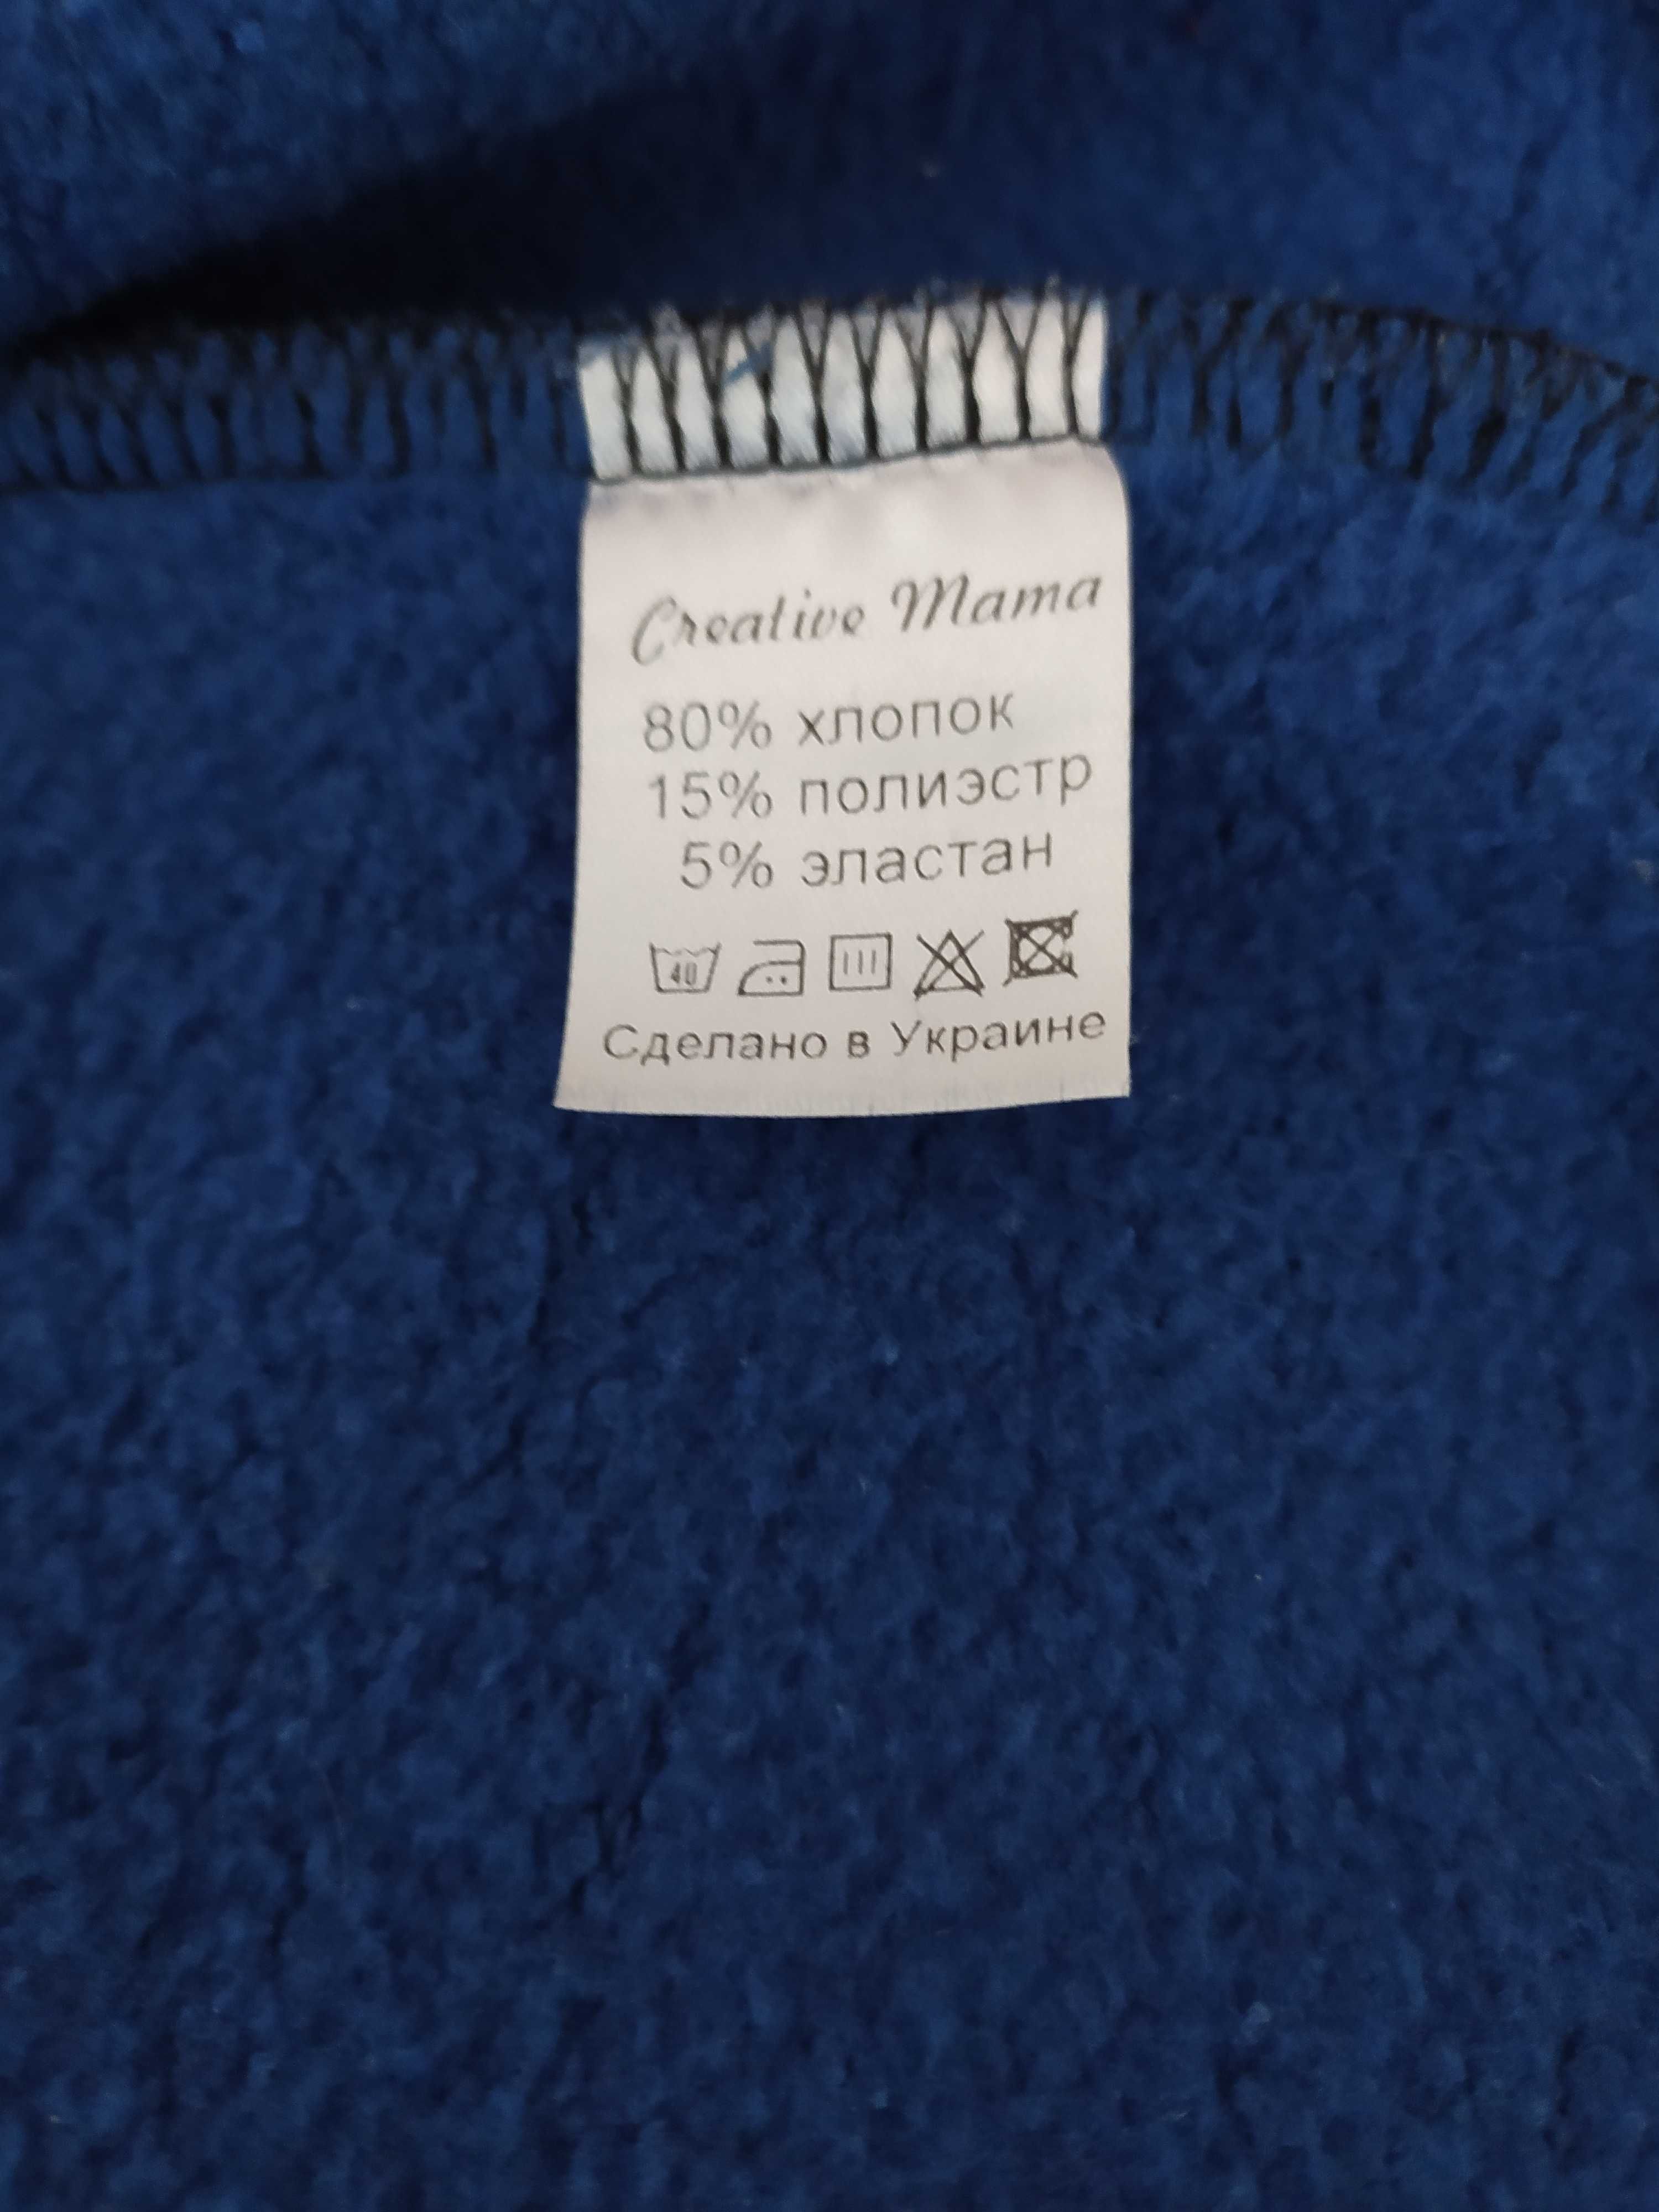 Creative Mama
80% хлопок
15% полиэстр
5% эластан
40
Сделано в Украине